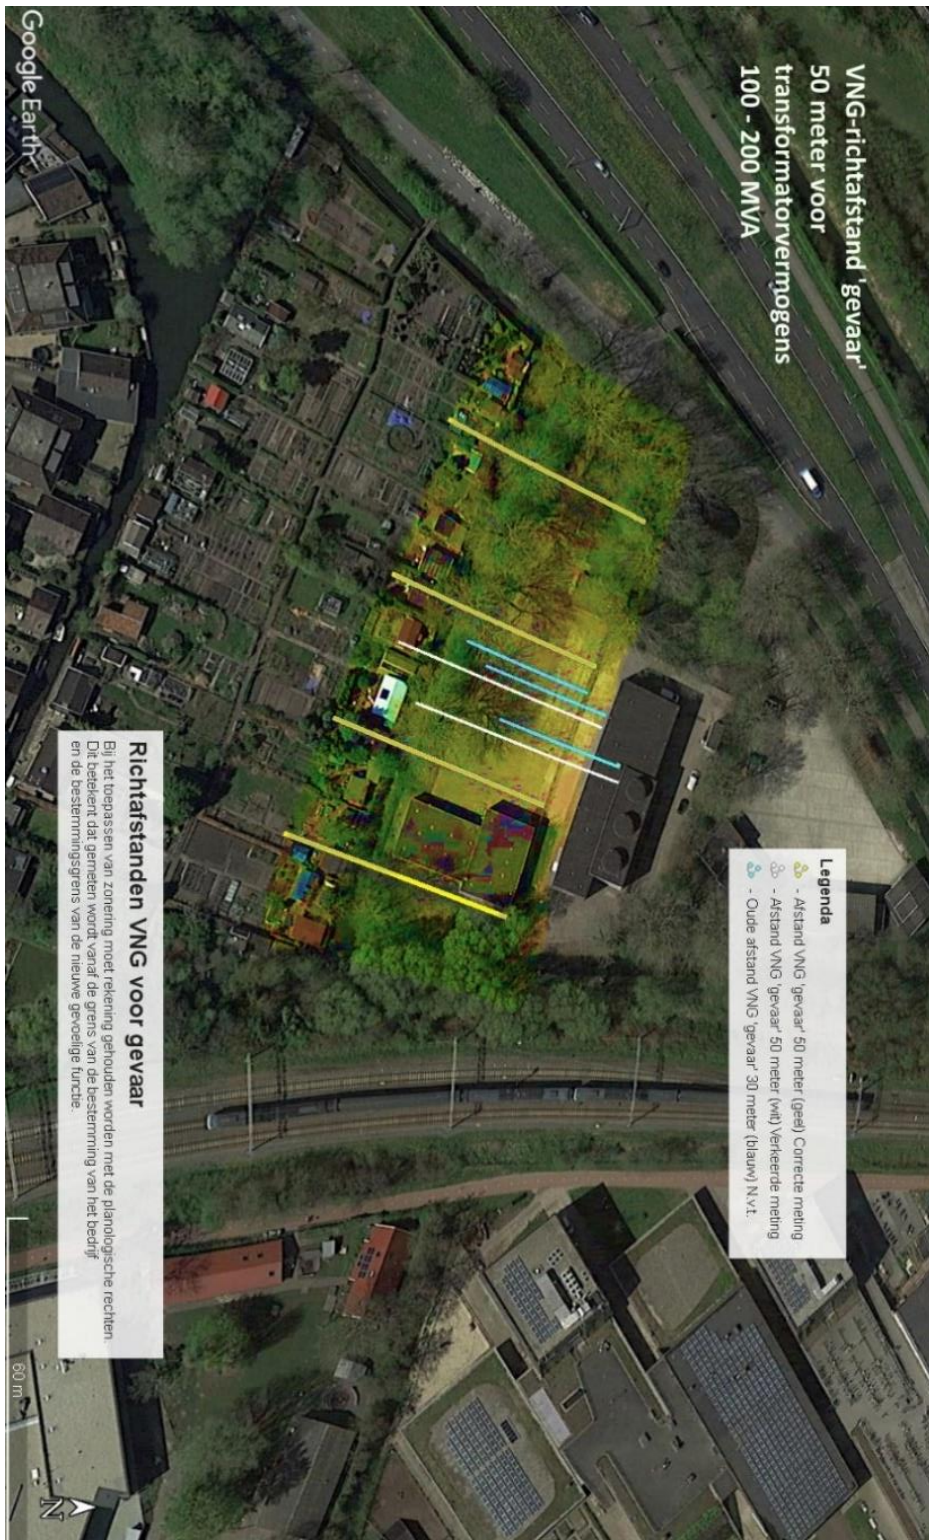 VNG-richtafstand 'gevaar'
50 meter voor
transformatorvermogens
100 - 200 MVA
Legenda
- Afstand VNG 'gevaar' 50 meter (geel) Correcte meting
- Afstand VNG 'gevaar' 50 meter (wit) Verkeerde meting
- Oude afstand VNG 'gevaar' 30 meter (blauw) N.v.t.
Richtafstanden VNG voor gevaar
Bij het toepassen van zonering moet rekening gehouden worden met de planologische rechten.
Dit betekent dat gemeten wordt vanaf de grens van de bestemming van het bedrijf
en de bestemmingsgrens van de nieuwe gevoelige functie.
Google Earth
60 m
N